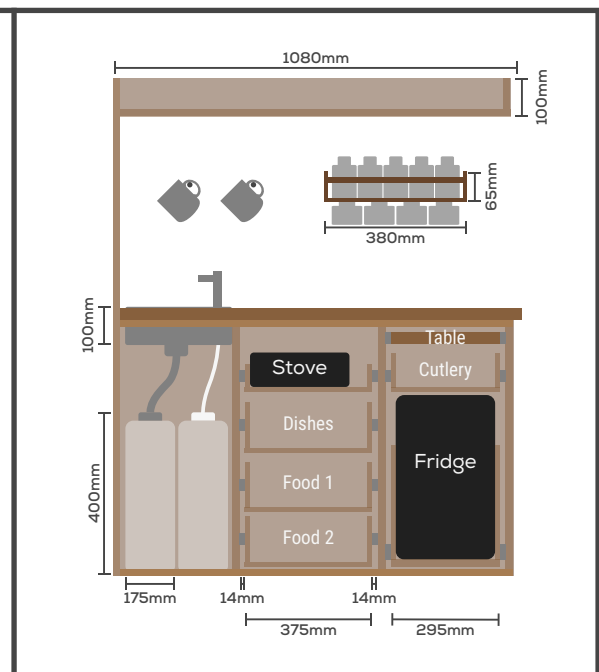 1080mm
100mm
65mm
380mm
100mm
Table
Stove
Cutlery
Dishes
Fridge
400mm
Food 1
Food 2
175mm
14mm
14mm
375mm
295mm